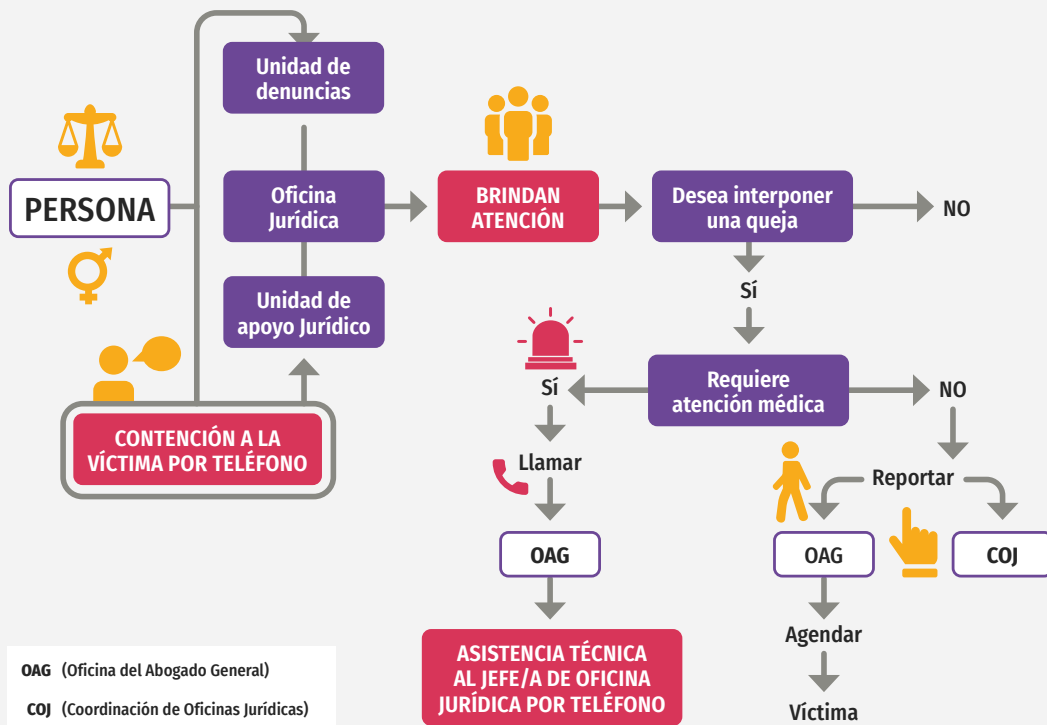 Unidad de
denuncias
PERSONA
Oficina
Jurídica
BRINDAN
ATENCIÓN
Desea interponer
una queja
NO
Unidad de
apoyo Jurídico
Sí
CONTENCIÓN A LA
VÍCTIMA POR TELÉFONO
Sí
Requiere
atención médica
NO
Llamar
Reportar
OAG
OAG
COJ
ASISTENCIA TÉCNICA
AL JEFE/A DE OFICINA
JURÍDICA POR TELÉFONO
Agendar
Víctima
OAG (Oficina del Abogado General)
COJ (Coordinación de Oficinas Jurídicas)